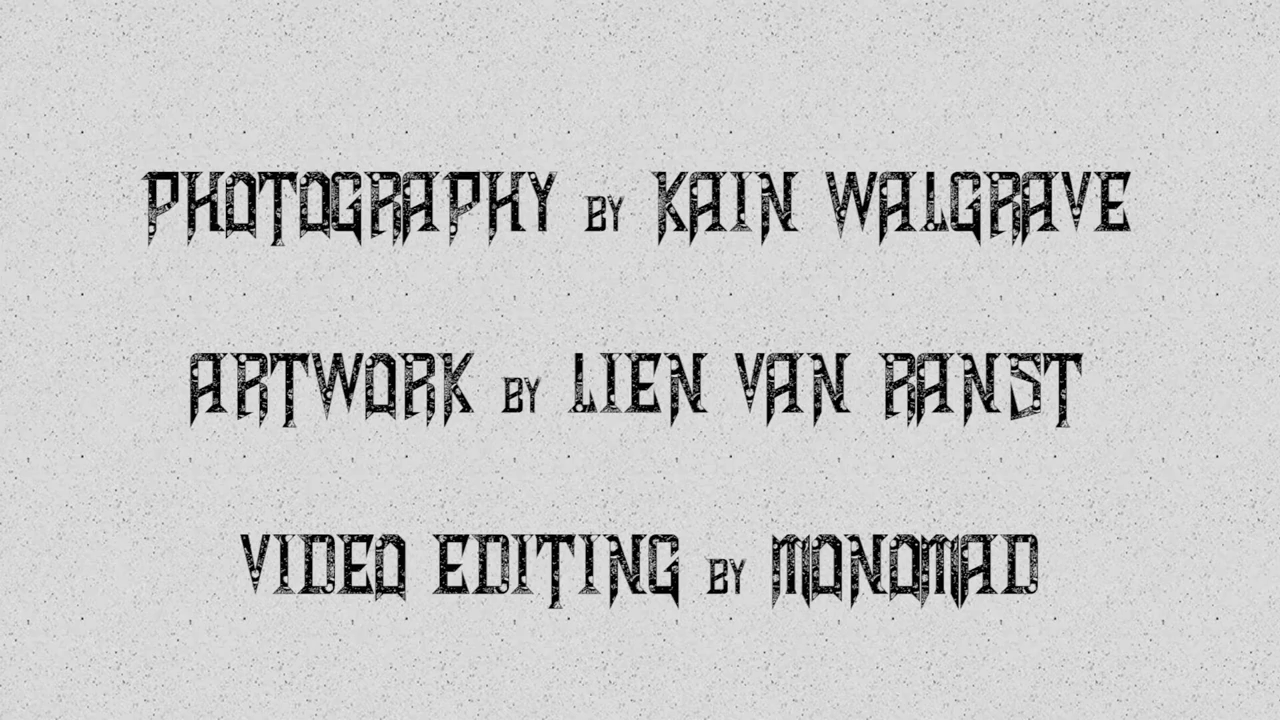 PHOTOGRAPHY BY KAIN WALGRAVE
ARTWORK BY LIEN VAN RANST
VIDEO EDITING BY MONOMAD